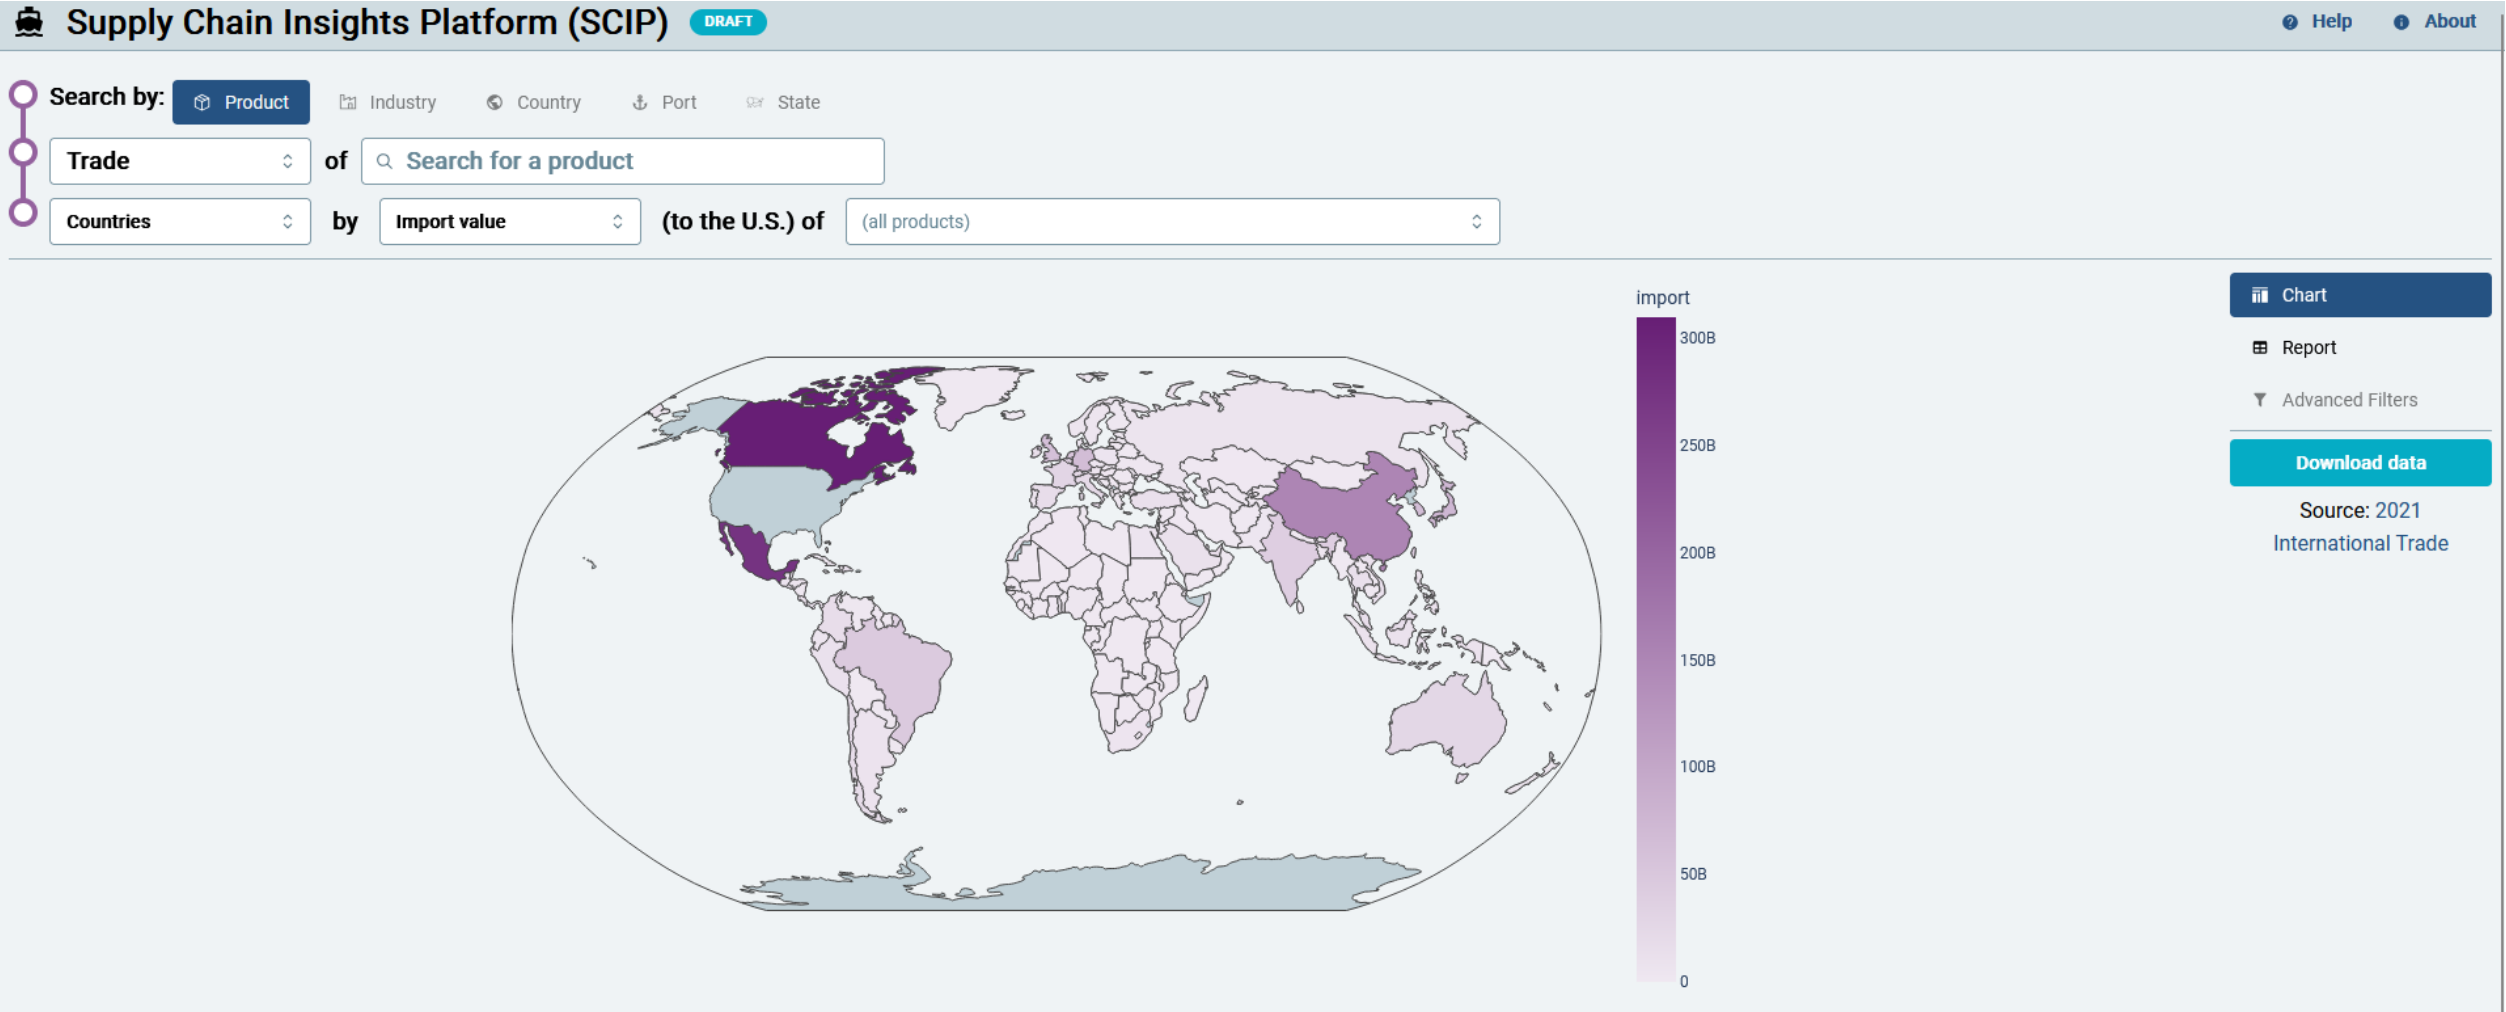 Supply Chain Insights Platform (SCIP) DRAFT Help About
Search by: Product Industry Country Port State
Trade of Search for a product
Countries by Import value (to the U.S.) of (all products)
import
300B
250B
200B
150B
100B
50B
0
Chart
Report
Advanced Filters
Download data
Source: 2021
International Trade